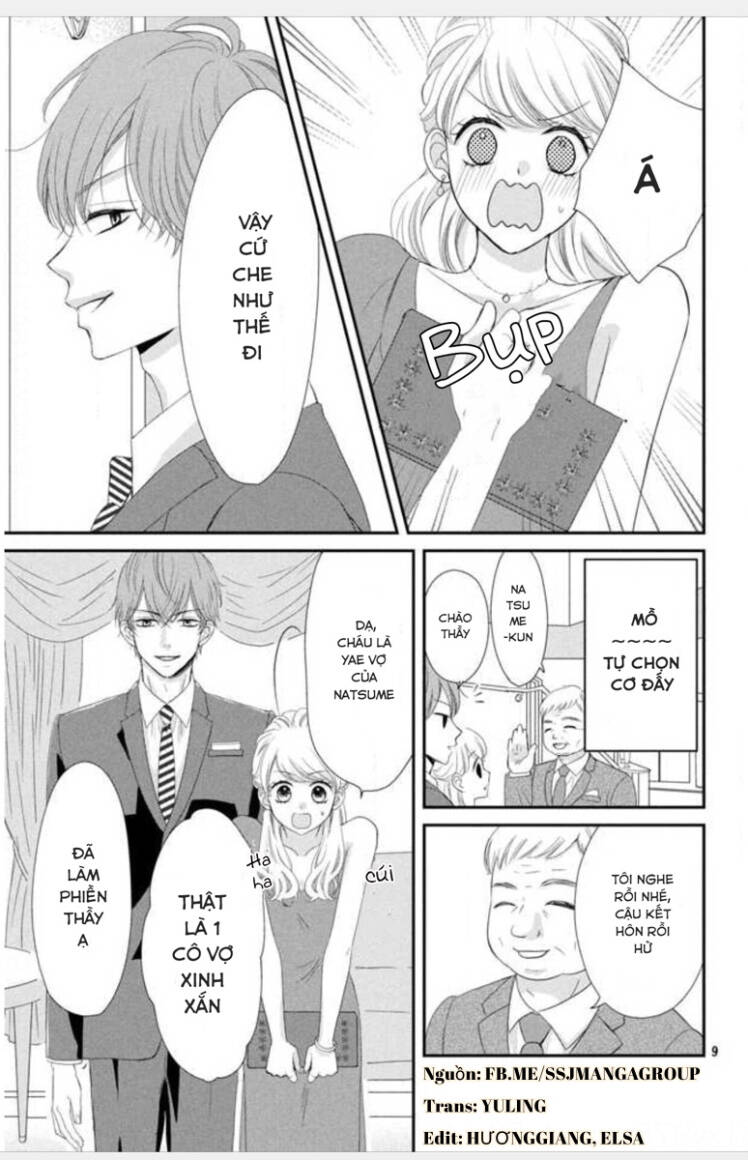 Á
BỤP
VẬY
CỨ
CHE
NHƯ
THẾ
ĐI
MỒ
~~~~
TỰ CHỌN
CƠ ĐẤY
NA
TSU
ME
-KUN
CHÀO
THẦY
TÔI NGHE
RỒI NHÉ,
CẬU KẾT
HÔN RỒI
HỬ
DẠ,
CHÁU LÀ
YAE VỢ
CỦA
NATSUME
Ha
ha
CÚI
THẬT
LÀ 1
CÔ VỢ
XINH
XẮN
ĐÃ
LÀM
PHIỀN
THẦY
Ạ
9
Nguồn: FB.ME/SSJMANGAGROUP
Trans: YULING
Edit: HƯƠNGGIANG, ELSA